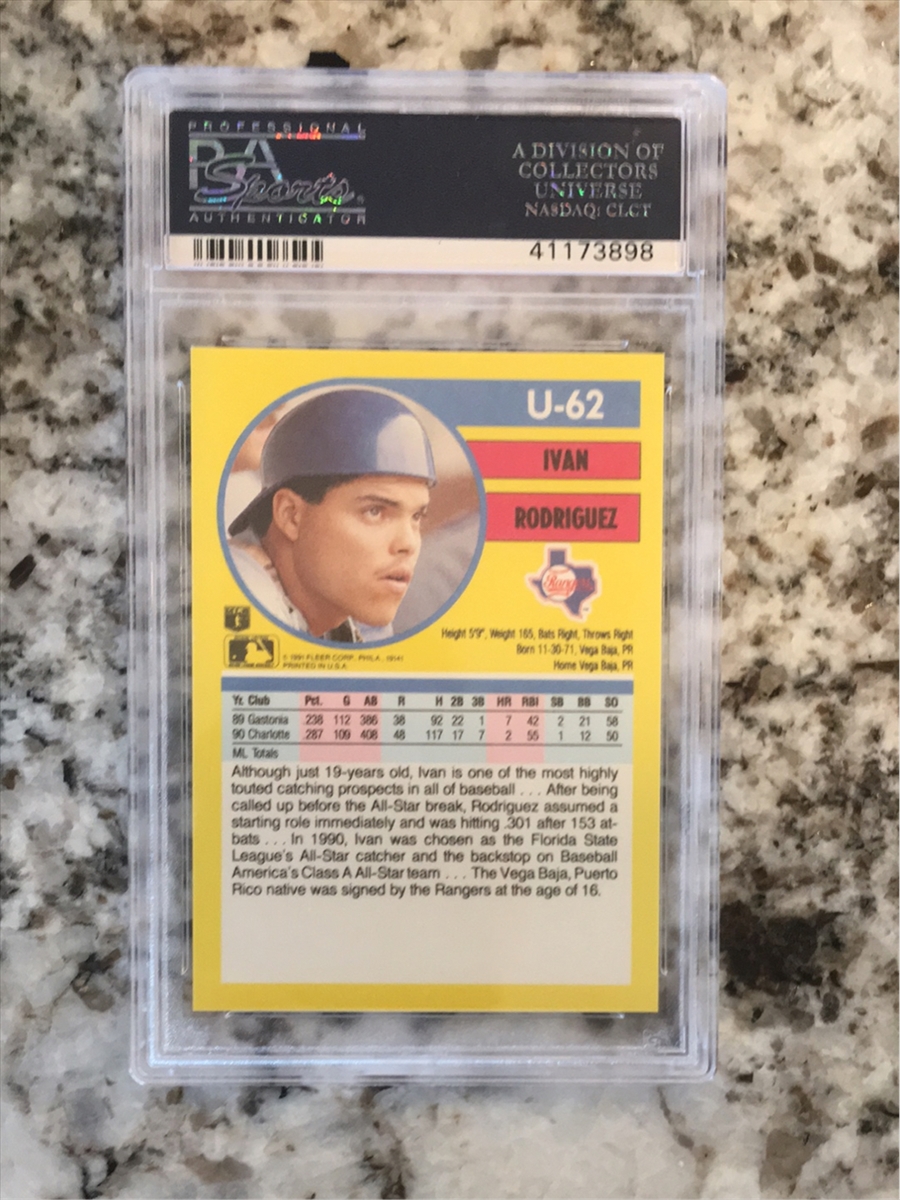 PROFESSIONAL
PSA
Sports
AUTHENTICATOR
A DIVISION OF
COLLECTORS
UNIVERSE
NASDAQ: CLCT
41173898
U-62
IVAN
RODRIGUEZ
Rangers
Height 5'9", Weight 165, Bats Right, Throws Right
Born 11-30-71, Vega Baja, PR
Home Vega Baja, PR
© 1991 FLEER CORP., PHILA., 19141
PRINTED IN U.S.A.
Yr. Club Pct. G AB R H 2B 3B HR RBI SB BB SO
89 Gastonia .238 112 386 38 92 22 1 7 42 2 21 58
90 Charlotte .287 109 408 48 117 17 7 2 55 1 12 50
ML Totals
Although just 19-years old, Ivan is one of the most highly
touted catching prospects in all of baseball . . . After being
called up before the All-Star break, Rodriguez assumed a
starting role immediately and was hitting .301 after 153 at-
bats . . . In 1990, Ivan was chosen as the Florida State
League's All-Star catcher and the backstop on Baseball
America's Class A All-Star team . . . The Vega Baja, Puerto
Rico native was signed by the Rangers at the age of 16.